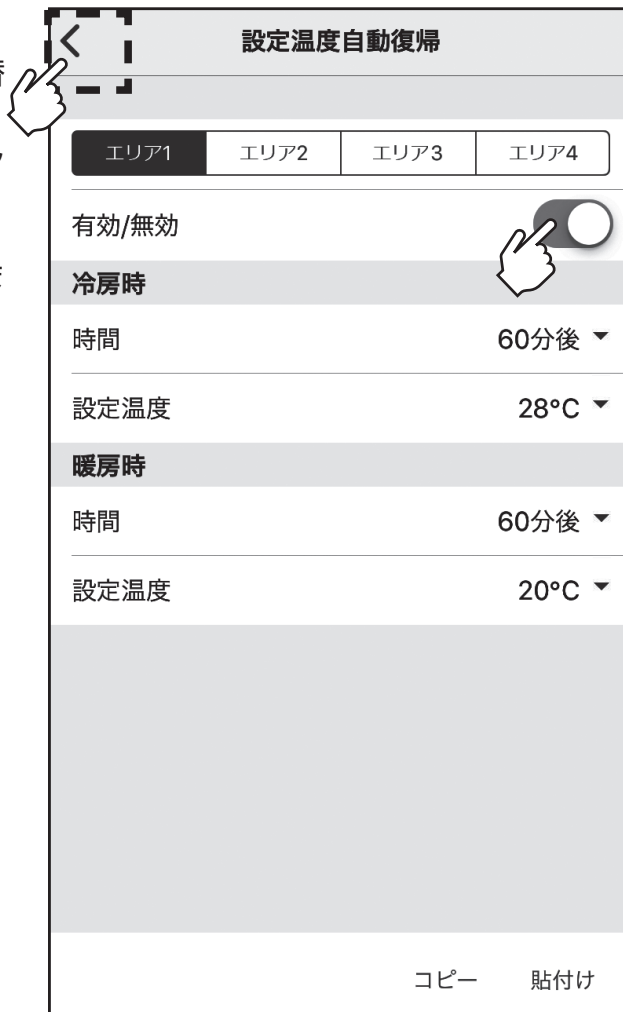 設定温度自動復帰
エリア1 エリア2 エリア3 エリア4
有効/無効
冷房時
時間 60分後
設定温度 28°C
暖房時
時間 60分後
設定温度 20°C
コピー 貼付け